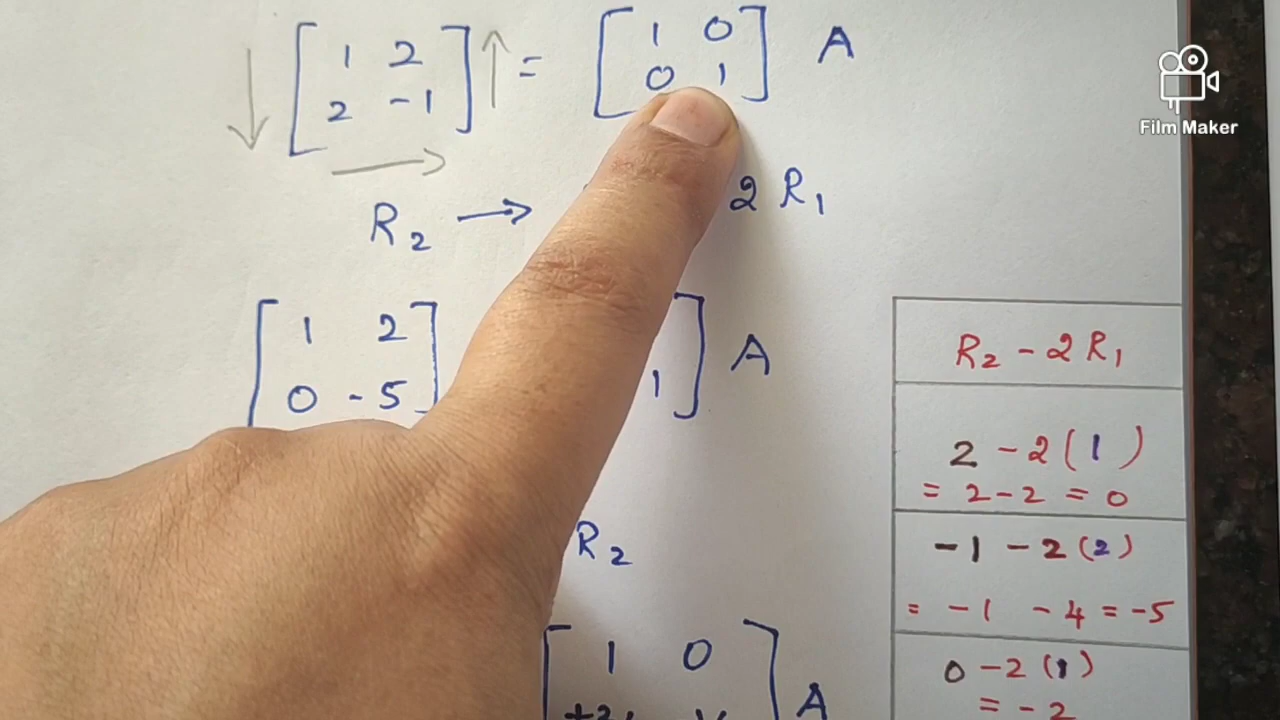 [ 1 2 ] = [ 1 0 ] A
[ 2 -1 ] [ 0 1 ]
Film Maker
R₂ → 2 R₁
[ 1 2 ] ] A
[ 0 -5 ] 1 ]
R₂ - 2 R₁
2 - 2 ( 1 )
= 2 - 2 = 0
R₂
-1 - 2 (2)
= -1 - 4 = -5
[ 1 0 ] A
0 - 2 (1)
= -2